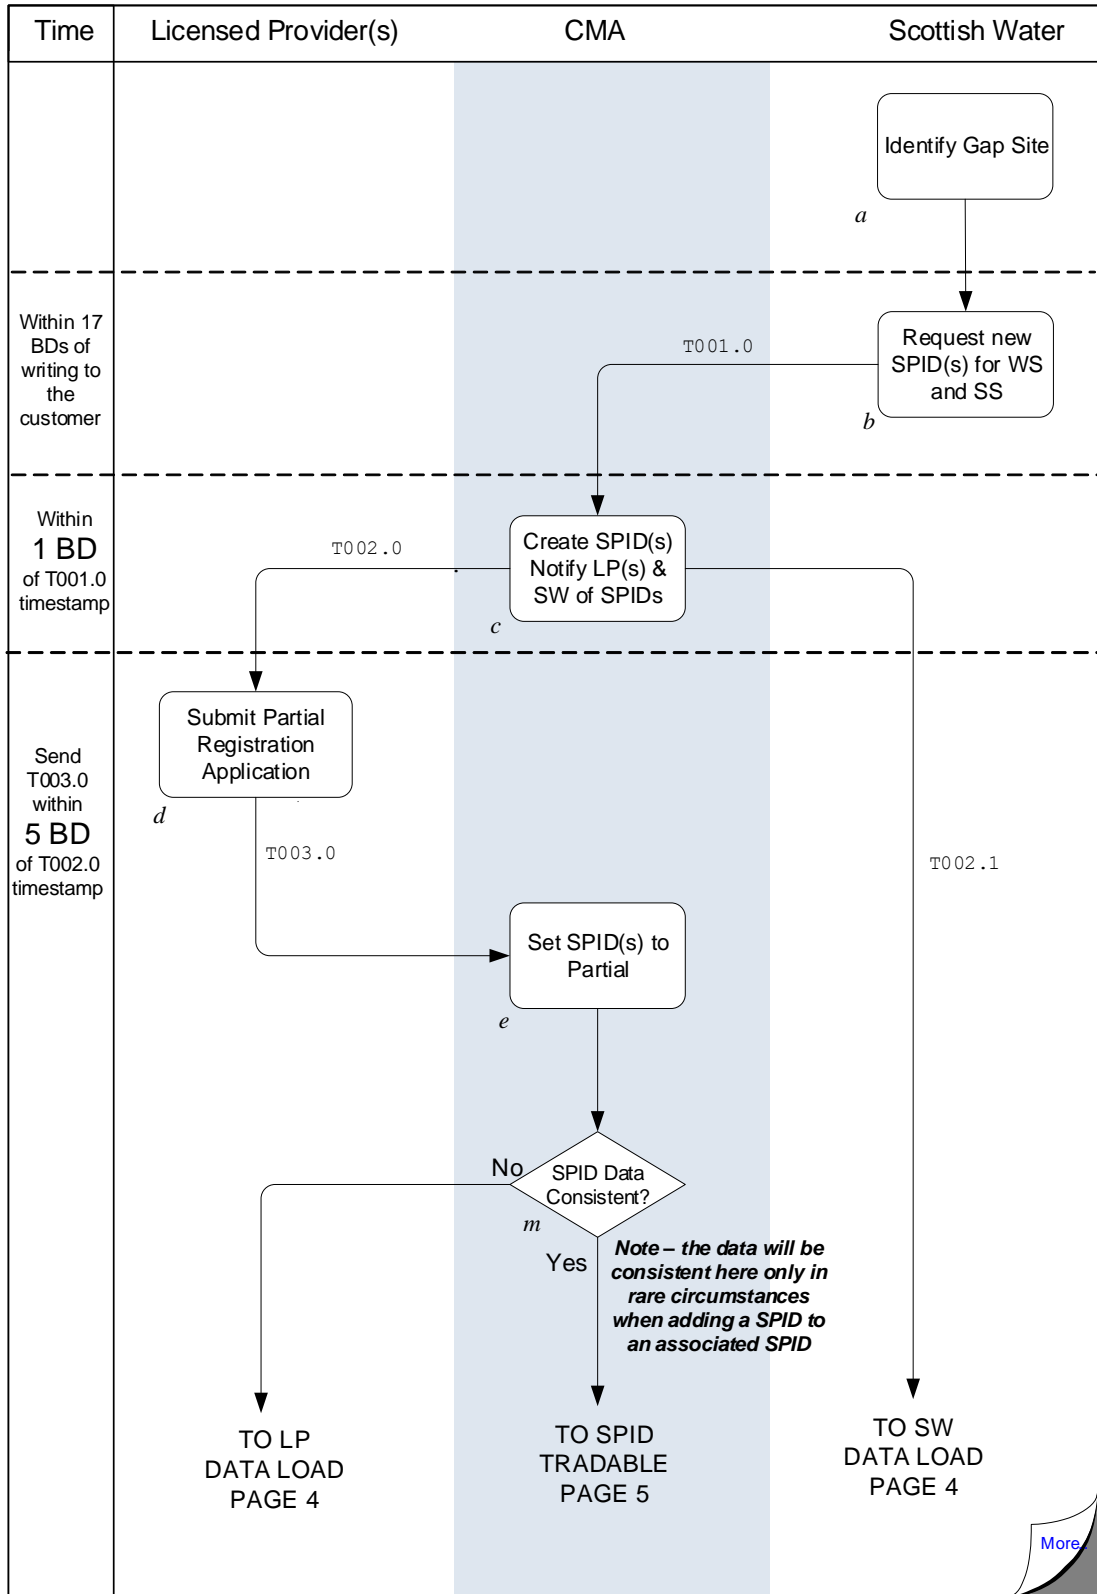 Time
Licensed Provider(s)
CMA
Scottish Water
Identify Gap Site
a
Within 17
BDs of
writing to
the
customer
T001.0
Request new
SPID(s) for WS
and SS
b
Within
1 BD
of T001.0
timestamp
T002.0
Create SPID(s)
Notify LP(s) &
SW of SPIDs
c
Send
T003.0
within
5 BD
of T002.0
timestamp
Submit Partial
Registration
Application
d
T003.0
T002.1
Set SPID(s) to
Partial
e
No
SPID Data
Consistent?
m
Yes
Note – the data will be
consistent here only in
rare circumstances
when adding a SPID to
an associated SPID
TO LP
DATA LOAD
PAGE 4
TO SPID
TRADABLE
PAGE 5
TO SW
DATA LOAD
PAGE 4
More..